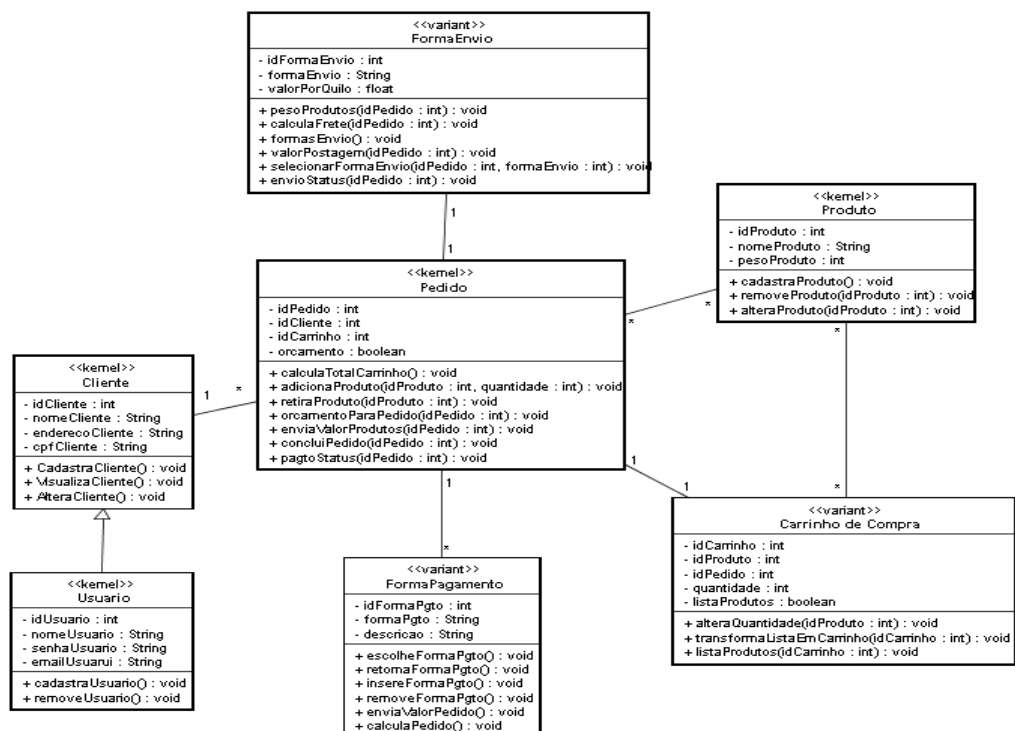 <<variant>>
FormaEnvio
- idFormaEnvio : int
- formaEnvio : String
- valorPorQuilo : float
+ pesoProdutos(idPedido : int) : void
+ calculaFrete(idPedido : int) : void
+ formasEnvio() : void
+ valorPostagem(idPedido : int) : void
+ selecionarFormaEnvio(idPedido : int, formaEnvio : int) : void
+ envioStatus(idPedido : int) : void
1
1
<<kernel>>
Produto
- idProduto : int
- nomeProduto : String
- pesoProduto : int
+ cadastraProduto() : void
+ removeProduto(idProduto : int) : void
+ alteraProduto(idProduto : int) : void
*
*
*
<<kernel>>
Pedido
- idPedido : int
- idCliente : int
- idCarrinho : int
- orcamento : boolean
+ calculaTotalCarrinho() : void
+ adicionaProduto(idProduto : int, quantidade : int) : void
+ retiraProduto(idProduto : int) : void
+ orcamentoParaPedido(idPedido : int) : void
+ enviaValorProdutos(idPedido : int) : void
+ concluiPedido(idPedido : int) : void
+ pagtoStatus(idPedido : int) : void
<<kernel>>
Cliente
- idCliente : int
- nomeCliente : String
- enderecoCliente : String
- cpfCliente : String
+ CadastraCliente() : void
+ VisualizaCliente() : void
+ AlteraCliente() : void
1
*
1
1
1
*
*
<<variant>>
Carrinho de Compra
- idCarrinho : int
- idProduto : int
- idPedido : int
- quantidade : int
- listaProdutos : boolean
+ alteraQuantidade(idProduto : int) : void
+ transformaListaEmCarrinho(idCarrinho : int) : void
+ listaProdutos(idCarrinho : int) : void
<<kernel>>
Usuario
- idUsuario : int
- nomeUsuario : String
- senhaUsuario : String
- emailUsuarui : String
+ cadastraUsuario() : void
+ removeUsuario() : void
<<variant>>
FormaPagamento
- idFormaPgto : int
- formaPgto : String
- descricao : String
+ escolheFormaPgto() : void
+ retornaFormaPgto() : void
+ insereFormaPgto() : void
+ removeFormaPgto() : void
+ enviaValorPedido() : void
+ calculaPedido() : void